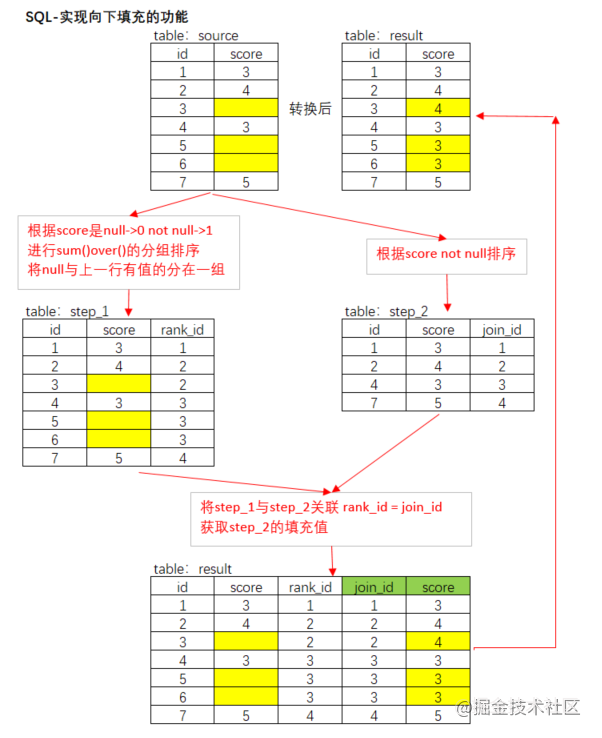 SQL-实现向下填充的功能
table: source
id score
1 3
2 4
3
4 3
5
6
7 5
转换后
table: result
id score
1 3
2 4
3 4
4 3
5 3
6 3
7 5
根据score是null->0 not null->1
进行sum()over()的分组排序
将null与上一行有值的分在一组
根据score not null排序
table: step_1
id score rank_id
1 3 1
2 4 2
3 2
4 3 3
5 3
6 3
7 5 4
table: step_2
id score join_id
1 3 1
2 4 2
4 3 3
7 5 4
将step_1与step_2关联 rank_id = join_id
获取step_2的填充值
table: result
id score rank_id join_id score
1 3 1 1 3
2 4 2 2 4
3 2 2 4
4 3 3 3 3
5 3 3 3
6 3 3 3
7 5 4 4 5
@掘金技术社区